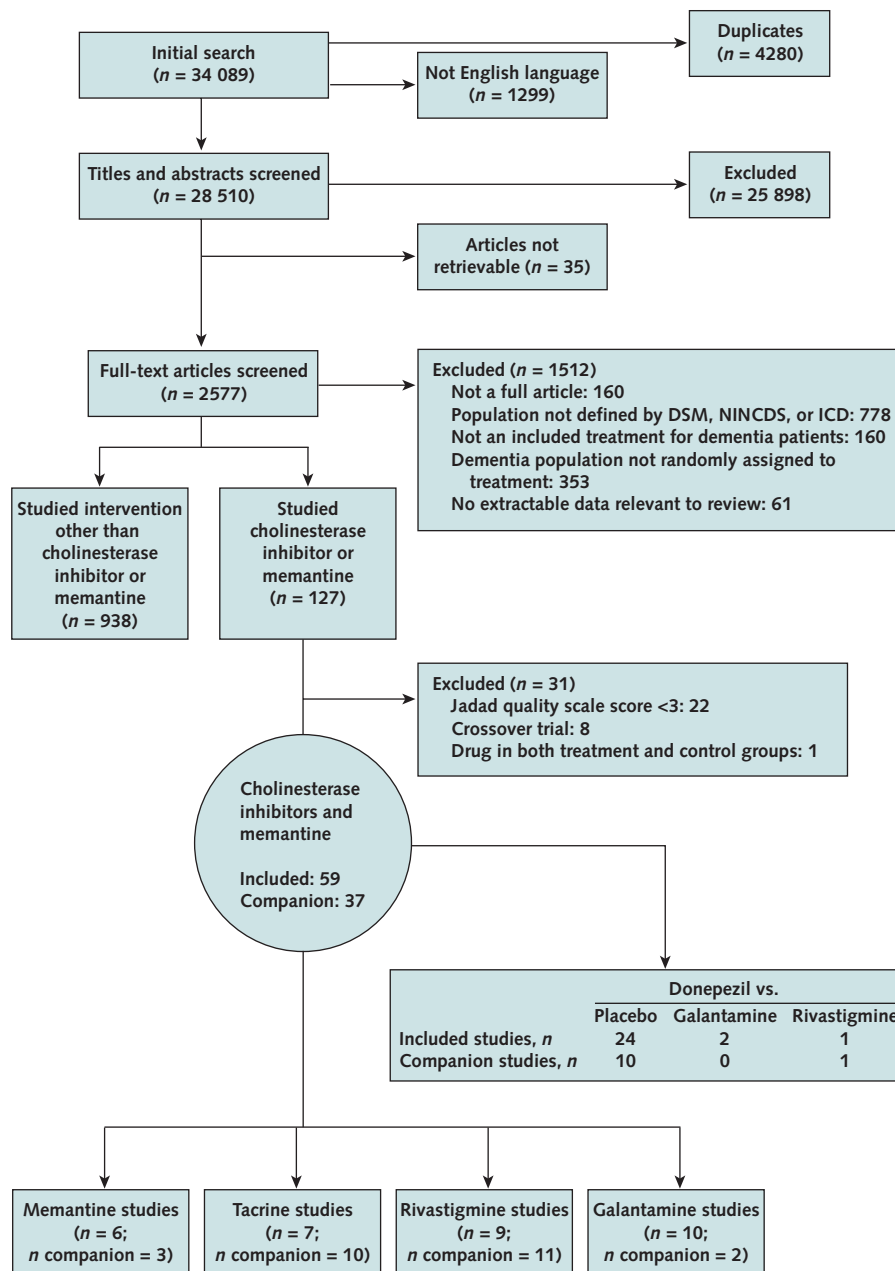 Initial search
(n = 34 089)
Duplicates
(n = 4280)
Not English language
(n = 1299)
Titles and abstracts screened
(n = 28 510)
Excluded
(n = 25 898)
Articles not
retrievable (n = 35)
Full-text articles screened
(n = 2577)
Excluded (n = 1512)
Not a full article: 160
Population not defined by DSM, NINCDS, or ICD: 778
Not an included treatment for dementia patients: 160
Dementia population not randomly assigned to
treatment: 353
No extractable data relevant to review: 61
Studied intervention
other than
cholinesterase
inhibitor or
memantine
(n = 938)
Studied
cholinesterase
inhibitor or
memantine
(n = 127)
Excluded (n = 31)
Jadad quality scale score <3: 22
Crossover trial: 8
Drug in both treatment and control groups: 1
Cholinesterase
inhibitors and
memantine
Included: 59
Companion: 37
Donepezil vs.
Placebo Galantamine Rivastigmine
Included studies, n 24 2 1
Companion studies, n 10 0 1
Memantine studies
(n = 6;
n companion = 3)
Tacrine studies
(n = 7;
n companion = 10)
Rivastigmine studies
(n = 9;
n companion = 11)
Galantamine studies
(n = 10;
n companion = 2)